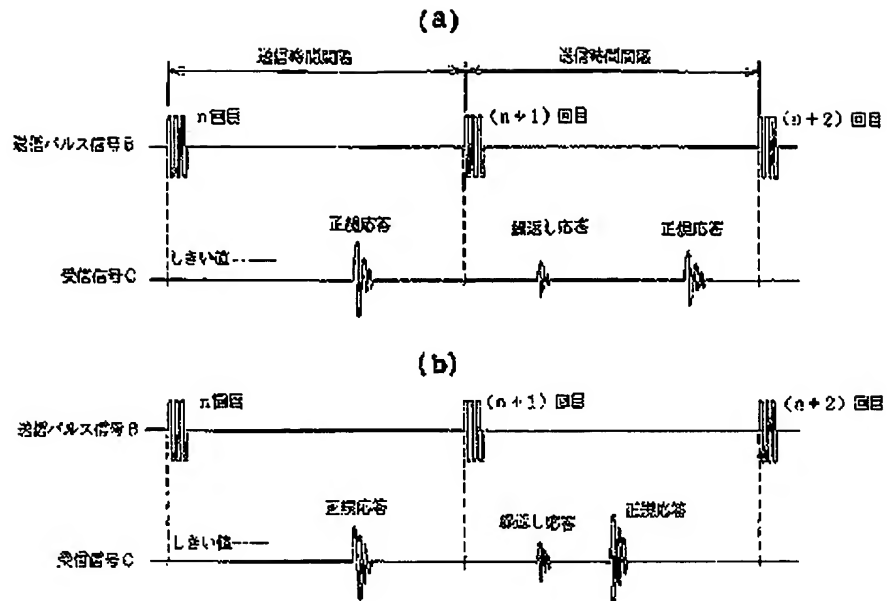 (a)
送信時間間隔 送信時間間隔
n回目 (n+1)回目 (n+2)回目
送信パルス信号B
正規応答 繰返し応答 正規応答
しきい値
受信信号C
(b)
n回目 (n+1)回目 (n+2)回目
送信パルス信号B
正規応答 繰返し応答 正規応答
しきい値
受信信号C